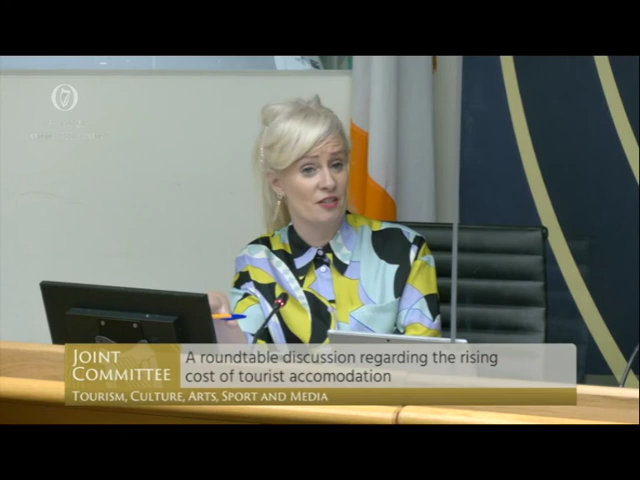 JOINT
COMMITTEE
A roundtable discussion regarding the rising
cost of tourist accomodation
TOURISM, CULTURE, ARTS, SPORT AND MEDIA